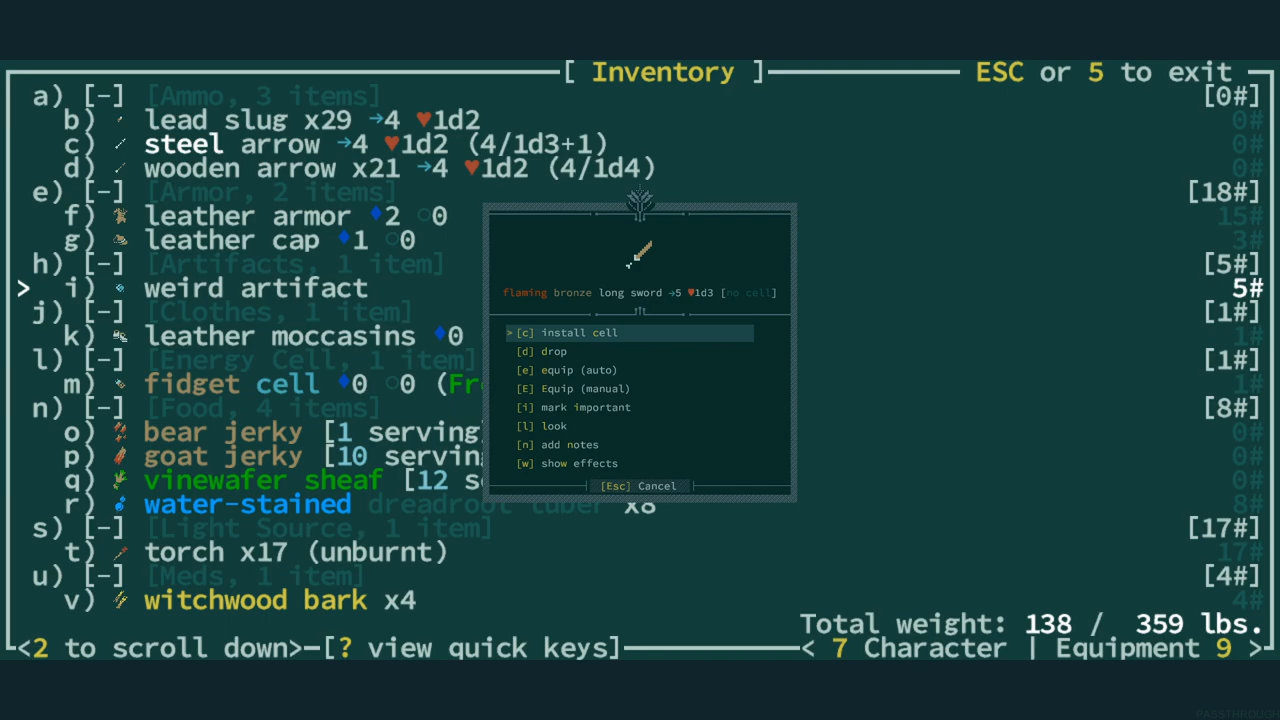 [ Inventory ] ESC or 5 to exit
a) [-] [Ammo, 3 items] [0#]
b) lead slug x29 →4 ♥1d2 0#
c) steel arrow →4 ♥1d2 (4/1d3+1) 0#
d) wooden arrow x21 →4 ♥1d2 (4/1d4) 0#
e) [-] [Armor, 2 items] [18#]
f) leather armor ♦2 ○0 15#
g) leather cap ♦1 ○0 3#
h) [-] [Artifacts, 1 item] [5#]
> i) weird artifact 5#
j) [-] [Clothes, 1 item] [1#]
k) leather moccasins ♦0 1#
l) [-] [Energy Cell, 1 item] [1#]
m) fidget cell ♦0 ○0 (Fr 1#
n) [-] [Food, 4 items] [8#]
o) bear jerky [1 serving 0#
p) goat jerky [10 servin 0#
q) vinewafer sheaf [12 s 0#
r) water-stained dreadroot tuber x8 8#
s) [-] [Light Source, 1 item] [17#]
t) torch x17 (unburnt) 17#
u) [-] [Meds, 1 item] [4#]
v) witchwood bark x4 4#
Total weight: 138 / 359 lbs.
<2 to scroll down> [? view quick keys] < 7 Character | Equipment 9 >
flaming bronze long sword →5 ♥1d3 [no cell]
> [c] install cell
[d] drop
[e] equip (auto)
[E] Equip (manual)
[i] mark important
[l] look
[n] add notes
[w] show effects
[Esc] Cancel